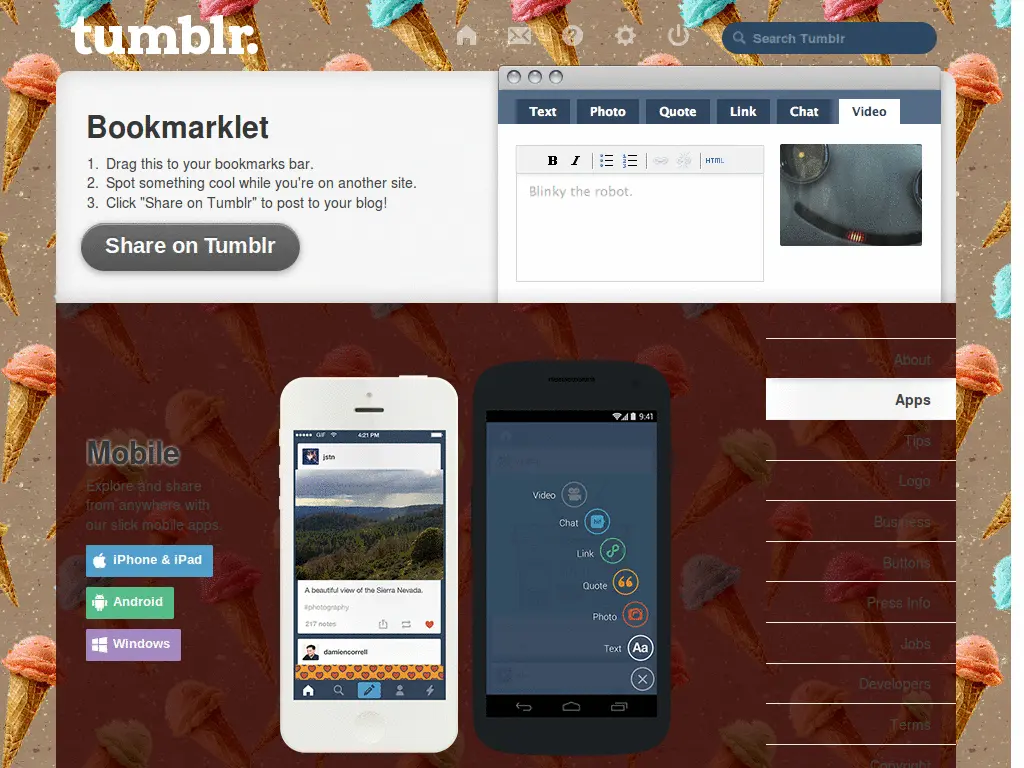 tumblr.
Search Tumblr
Bookmarklet
1. Drag this to your bookmarks bar.
2. Spot something cool while you're on another site.
3. Click "Share on Tumblr" to post to your blog!
Share on Tumblr
Text
Photo
Quote
Link
Chat
Video
B
I
HTML
Blinky the robot.
Mobile
Explore and share
from anywhere with
our slick mobile apps.
iPhone & iPad
Android
Windows
GIF
4:21 PM
jstn
A beautiful view of the Sierra Nevada.
#photography
217 notes
damiencorrell
9:41
Video
Chat
Link
Quote
Photo
Text
Aa
About
Apps
Tips
Logo
Business
Buttons
Press Info
Jobs
Developers
Terms
Copyright